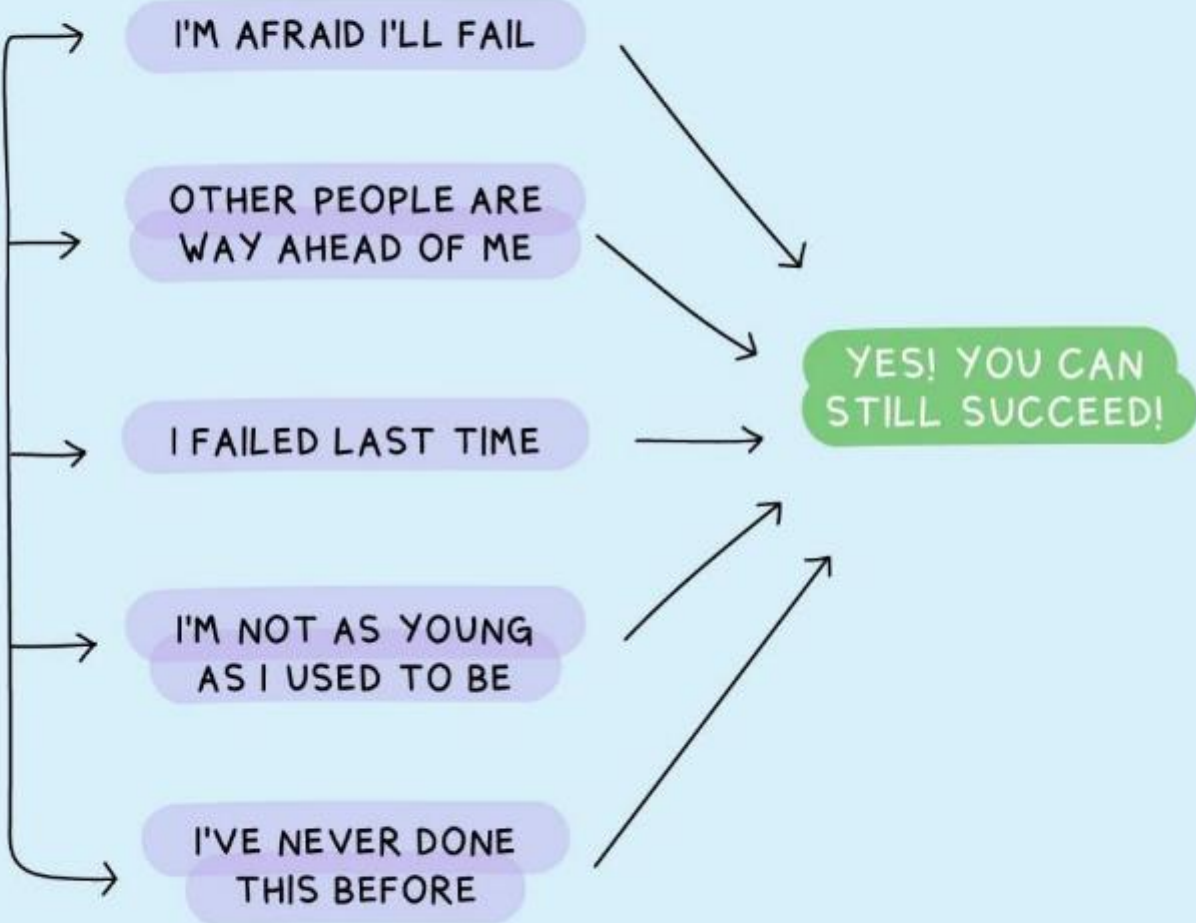 I'M AFRAID I'LL FAIL
OTHER PEOPLE ARE
WAY AHEAD OF ME
I FAILED LAST TIME
I'M NOT AS YOUNG
AS I USED TO BE
I'VE NEVER DONE
THIS BEFORE
YES! YOU CAN
STILL SUCCEED!